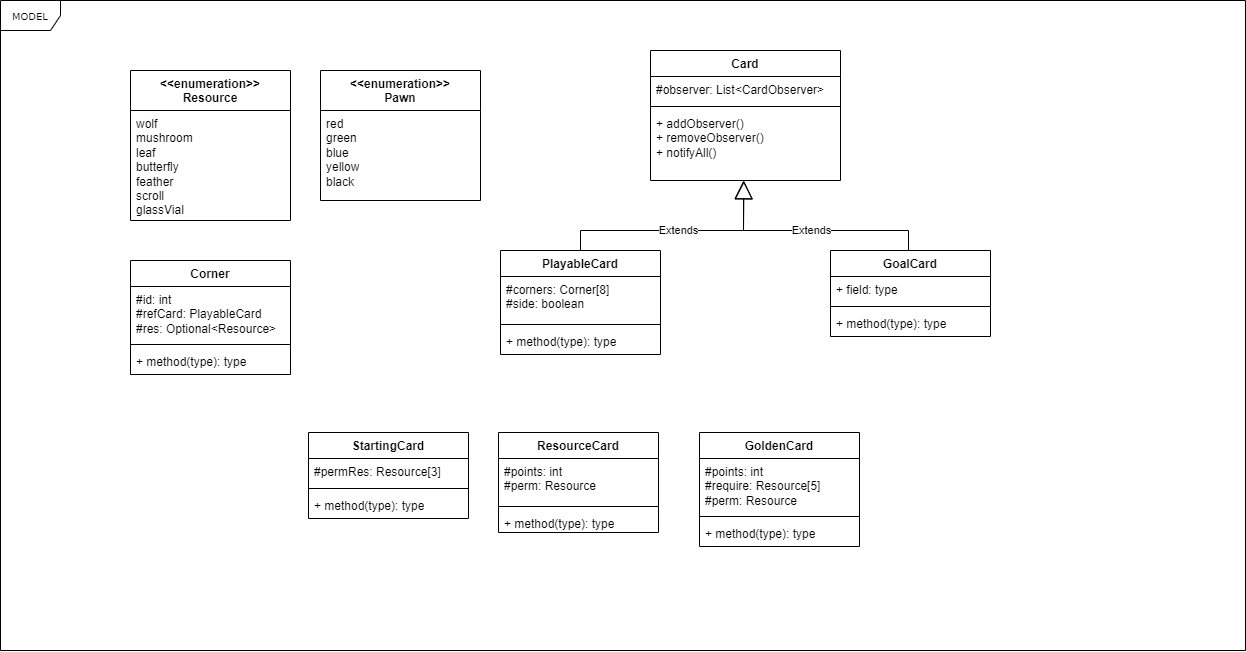 MODEL
<<enumeration>>
Resource
wolf
mushroom
leaf
butterfly
feather
scroll
glassVial
<<enumeration>>
Pawn
red
green
blue
yellow
black
Card
#observer: List<CardObserver>
+ addObserver()
+ removeObserver()
+ notifyAll()
Extends
Extends
Corner
#id: int
#refCard: PlayableCard
#res: Optional<Resource>
+ method(type): type
PlayableCard
#corners: Corner[8]
#side: boolean
+ method(type): type
GoalCard
+ field: type
+ method(type): type
StartingCard
#permRes: Resource[3]
+ method(type): type
ResourceCard
#points: int
#perm: Resource
+ method(type): type
GoldenCard
#points: int
#require: Resource[5]
#perm: Resource
+ method(type): type